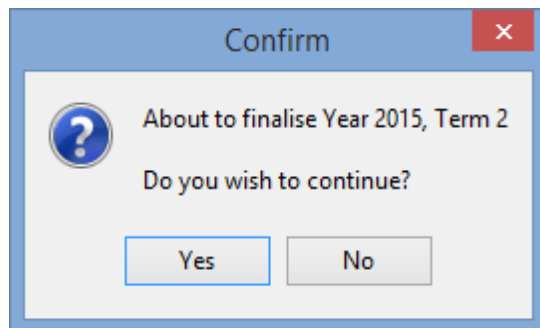 Confirm
About to finalise Year 2015, Term 2
Do you wish to continue?
Yes
No